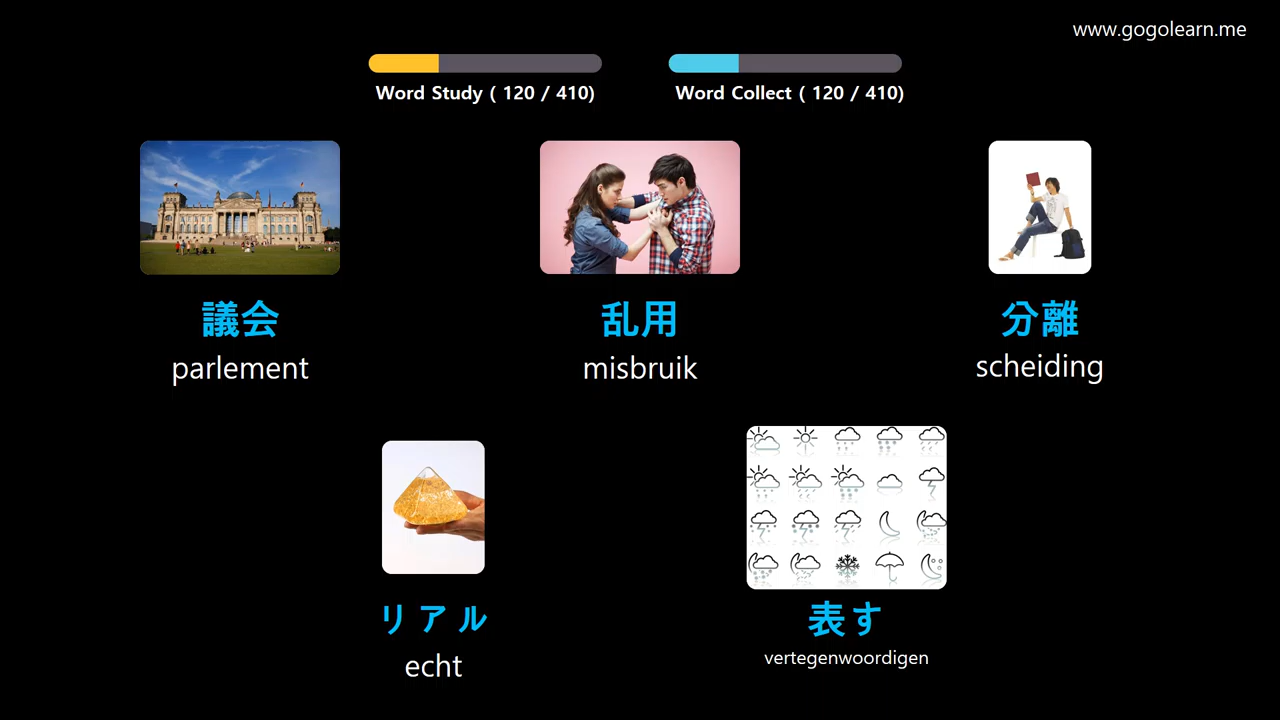 www.gogolearn.me
Word Study ( 120 / 410)
Word Collect ( 120 / 410)
議会
parlement
乱用
misbruik
分離
scheiding
リアル
echt
表す
vertegenwoordigen